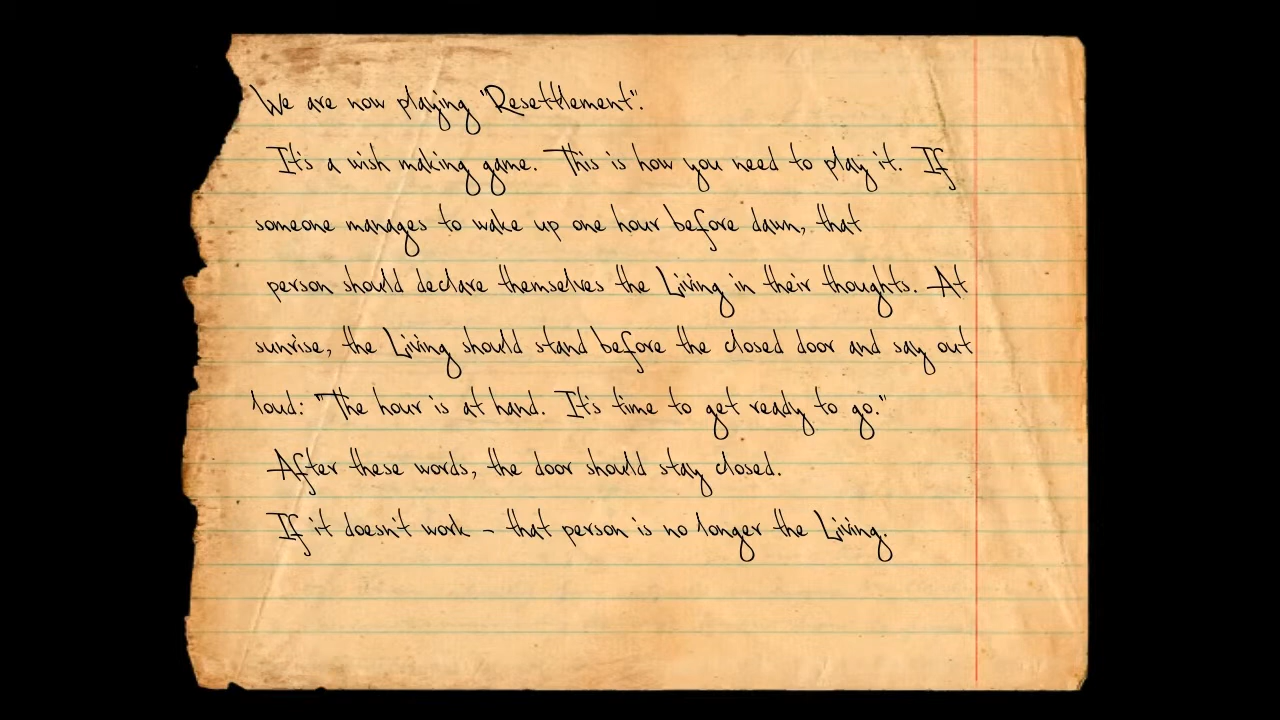 We are now playing "Resettlement".
It's a wish making game. This is how you need to play it. If
someone manages to wake up one hour before dawn, that
person should declare themselves the Living in their thoughts. At
sunrise, the Living should stand before the closed door and say out
loud: "The hour is at hand. It's time to get ready to go."
After these words, the door should stay closed.
If it doesn't work - that person is no longer the Living.